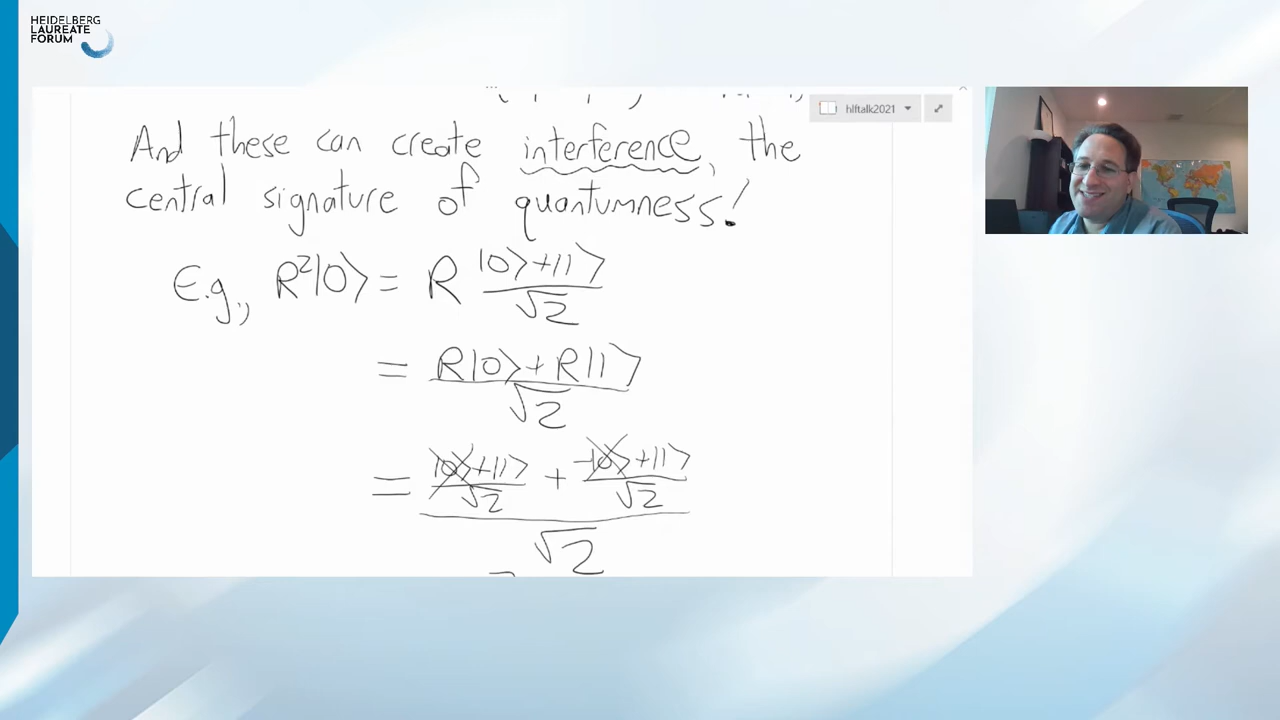 HEIDELBERG
LAUREATE
FORUM
hlftalk2021
And these can create interference, the
central signature of quantumness!
E.g., R²|0⟩ = R (|0⟩+|1⟩)/√2
= (R|0⟩+R|1⟩)/√2
= ((|0⟩+|1⟩)/√2 + (-|0⟩+|1⟩)/√2)/√2